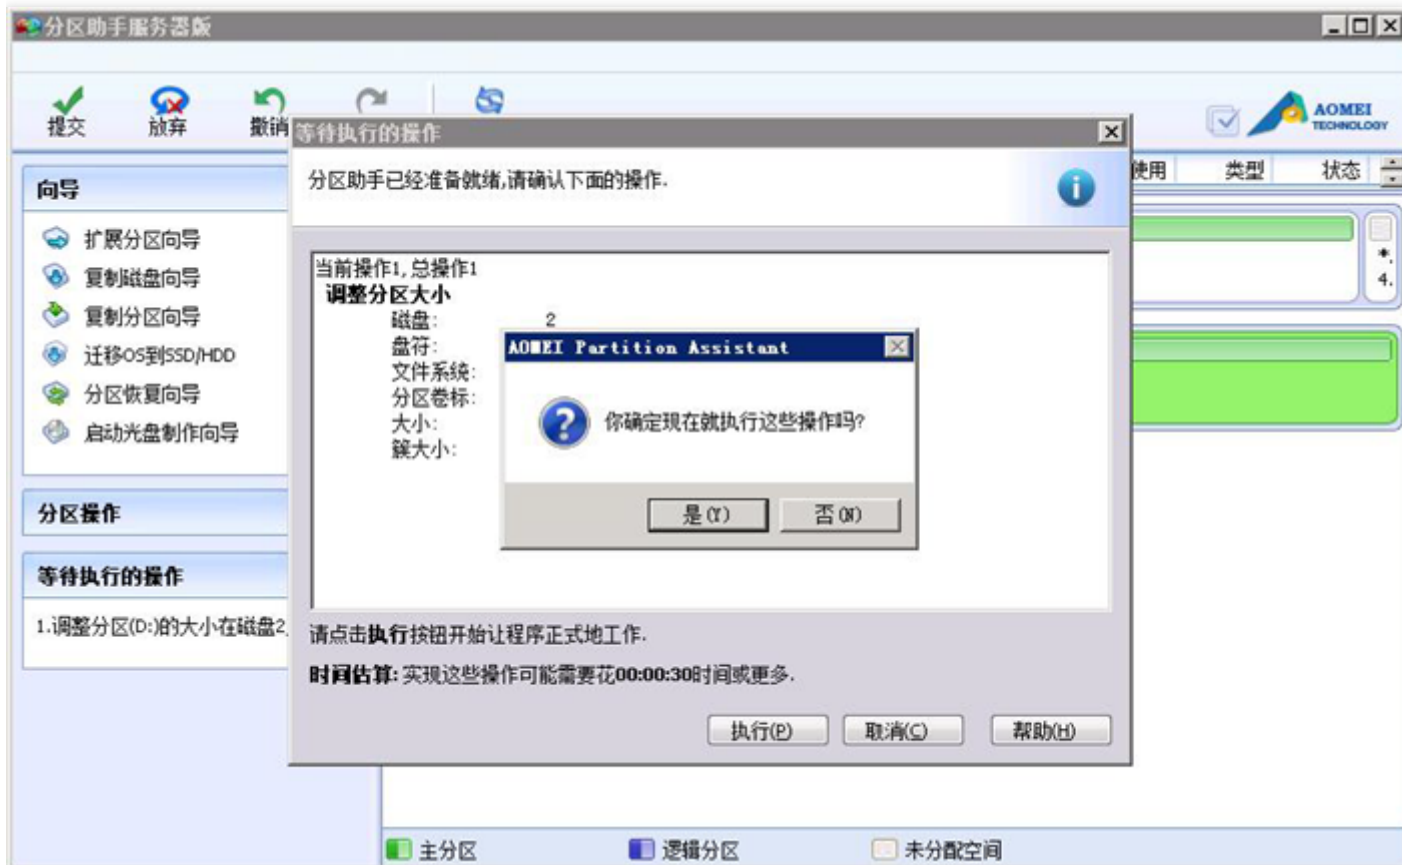 分区助手服务器版
提交
放弃
撤销
AOMEI
TECHNOLOGY
向导
扩展分区向导
复制磁盘向导
复制分区向导
迁移OS到SSD/HDD
分区恢复向导
启动光盘制作向导
分区操作
等待执行的操作
1.调整分区(D:)的大小在磁盘2
使用 类型 状态
*.
4.
等待执行的操作
分区助手已经准备就绪,请确认下面的操作.
当前操作1,总操作1
调整分区大小
磁盘: 2
盘符:
文件系统:
分区卷标:
大小:
簇大小:
AOMEI Partition Assistant
你确定现在就执行这些操作吗?
是(Y) 否(N)
请点击执行按钮开始让程序正式地工作.
时间估算: 实现这些操作可能需要花00:00:30时间或更多.
执行(P) 取消(C) 帮助(H)
主分区 逻辑分区 未分配空间